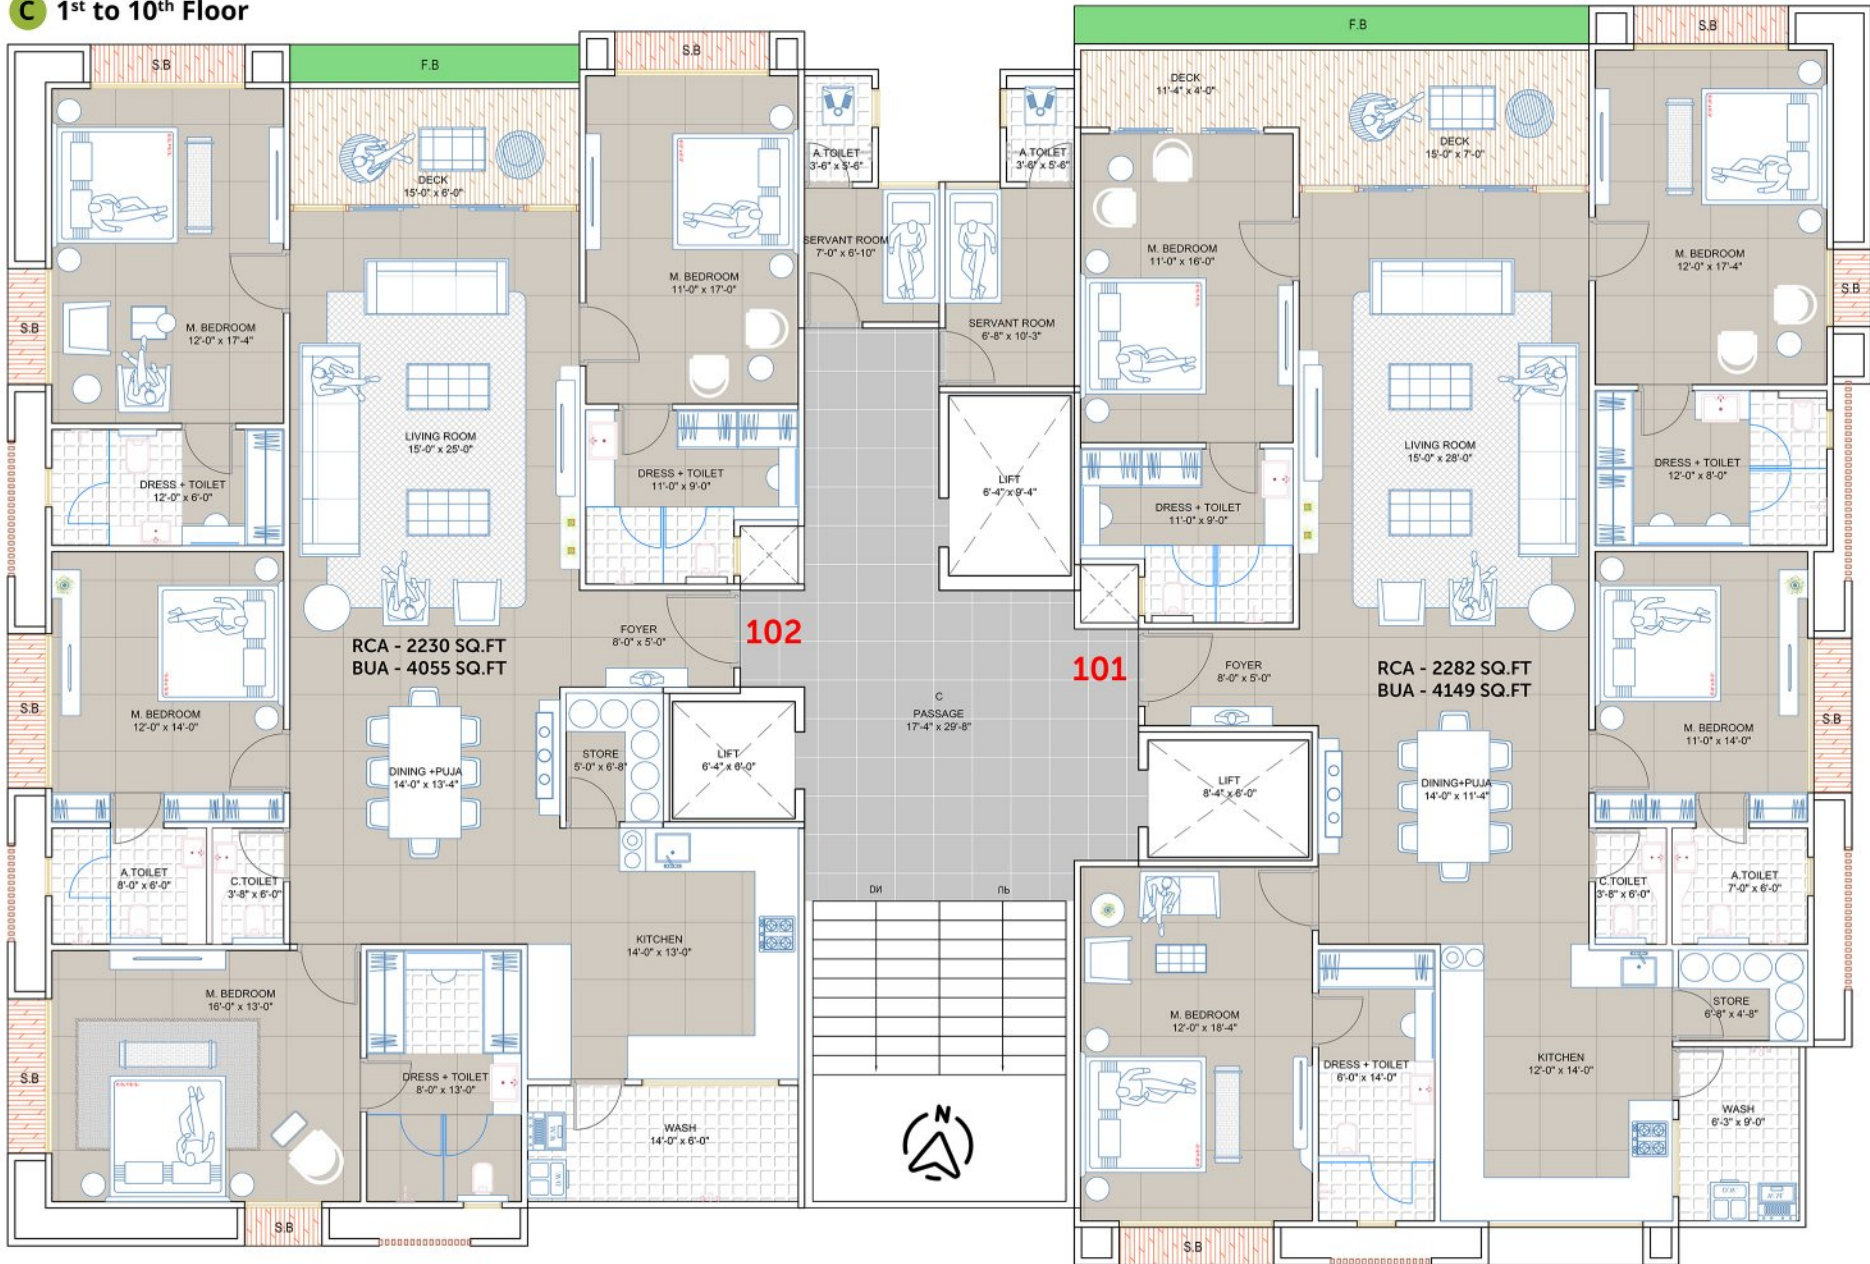 C 1st to 10th Floor
S.B
F.B
S.B
F.B
S.B
DECK
15'-0" x 6'-0"
A.TOILET
3'-6" x 5'-6"
A.TOILET
3'-6" x 5'-6"
DECK
11'-4" x 4'-0"
DECK
15'-0" x 7'-0"
S.B
M. BEDROOM
12'-0" x 17'-4"
M. BEDROOM
11'-0" x 17'-0"
SERVANT ROOM
7'-0" x 6'-10"
SERVANT ROOM
6'-8" x 10'-3"
M. BEDROOM
11'-0" x 16'-0"
M. BEDROOM
12'-0" x 17'-4"
S.B
LIVING ROOM
15'-0" x 25'-0"
LIVING ROOM
15'-0" x 28'-0"
DRESS + TOILET
12'-0" x 6'-0"
DRESS + TOILET
11'-0" x 9'-0"
LIFT
6'-4" x 9'-4"
DRESS + TOILET
11'-0" x 9'-0"
DRESS + TOILET
12'-0" x 8'-0"
RCA - 2230 SQ.FT
BUA - 4055 SQ.FT
FOYER
8'-0" x 5'-0"
102
101
FOYER
8'-0" x 5'-0"
RCA - 2282 SQ.FT
BUA - 4149 SQ.FT
S.B
M. BEDROOM
12'-0" x 14'-0"
C
PASSAGE
17'-4" x 29'-8"
M. BEDROOM
11'-0" x 14'-0"
S.B
DINING +PUJA
14'-0" x 13'-4"
STORE
5'-0" x 6'-8"
LIFT
6'-4" x 6'-0"
LIFT
8'-4" x 6'-0"
DINING+PUJA
14'-0" x 11'-4"
A.TOILET
8'-0" x 6'-0"
C.TOILET
3'-8" x 6'-0"
DN
UP
C.TOILET
3'-8" x 6'-0"
A.TOILET
7'-0" x 6'-0"
KITCHEN
14'-0" x 13'-0"
M. BEDROOM
16'-0" x 13'-0"
M. BEDROOM
12'-0" x 18'-4"
STORE
6'-8" x 4'-8"
S.B
DRESS + TOILET
8'-0" x 13'-0"
DRESS + TOILET
6'-0" x 14'-0"
KITCHEN
12'-0" x 14'-0"
WASH
14'-0" x 6'-0"
W.M
D.W.
N
WASH
6'-3" x 9'-0"
D.W.
W.M
S.B
S.B